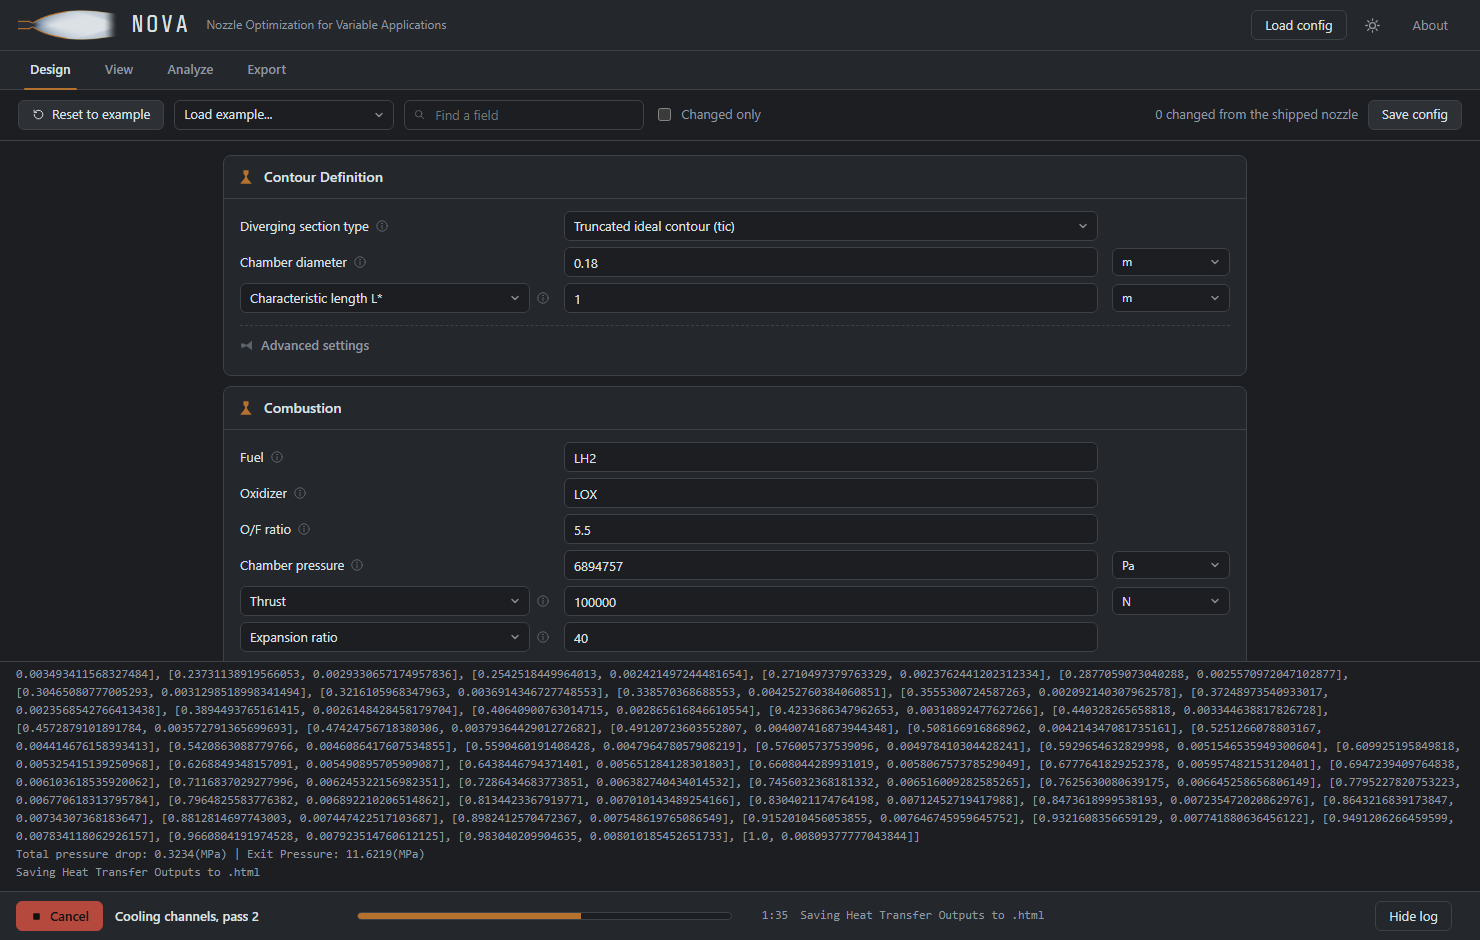 NOVA Nozzle Optimization for Variable Applications Load config About
Design View Analyze Export
Reset to example Load example... Find a field Changed only 0 changed from the shipped nozzle Save config
Contour Definition
Diverging section type Truncated ideal contour (tic)
Chamber diameter 0.18 m
Characteristic length L* 1 m
Advanced settings
Combustion
Fuel LH2
Oxidizer LOX
O/F ratio 5.5
Chamber pressure 6894757 Pa
Thrust 100000 N
Expansion ratio 40
0.003493411568327484], [0.23731138919566053, 0.0029330657174957836], [0.2542518449964013, 0.002421497244481654], [0.2710497379763329, 0.0023762441202312334], [0.2877059073040288, 0.0025570972047102877],
[0.30465080777005293, 0.0031298518998341494], [0.3216105968347963, 0.0036914346727748553], [0.338570368688553, 0.004252760384060851], [0.3555300724587263, 0.002092140307962578], [0.37248973540933017,
0.0023568542766413438], [0.3894493765161415, 0.0026148428458179704], [0.40640900763014715, 0.002865616846610554], [0.4233686347962653, 0.00310892477627266], [0.440328265658818, 0.003344638817826728],
[0.4572879101891784, 0.003572791365699693], [0.47424756718380306, 0.0037936442901272682], [0.49120723603552807, 0.004007416873944348], [0.508166916868962, 0.004214347081735161], [0.5251266078803167,
0.004414676158393413], [0.5420863088779766, 0.0046086417607534855], [0.5590460191408428, 0.004796478057908219], [0.576005737539096, 0.004978410304428241], [0.5929654632829998, 0.0051546535949300604], [0.609925195849818,
0.005325415139250968], [0.6268849348157091, 0.005490895705909087], [0.6438446794371401, 0.005651284128301803], [0.6608044289931019, 0.005806757378529049], [0.6777641829252378, 0.005957482153120401], [0.6947239409764838,
0.006103618535920062], [0.7116837029277996, 0.006245322156982351], [0.7286434683773851, 0.006382740434014532], [0.7456032368181332, 0.006516009282585265], [0.7625630080639175, 0.006645258656806149], [0.7795227820753223,
0.006770618313795784], [0.7964825583776382, 0.006892210206514862], [0.8134423367919771, 0.007010143489254166], [0.8304021174764198, 0.00712452719417988], [0.8473618999538193, 0.007235472020862976], [0.8643216839173847,
0.00734307368183647], [0.8812814697743003, 0.007447422517103687], [0.8982412570472367, 0.007548619765086549], [0.9152010456053855, 0.007646745959645752], [0.9321608356659129, 0.007741880636456122], [0.9491206266459599,
0.007834118062926157], [0.9660804191974528, 0.007923514760612125], [0.983040209904635, 0.008010185452651733], [1.0, 0.00809377777043844]]
Total pressure drop: 0.3234(MPa) | Exit Pressure: 11.6219(MPa)
Saving Heat Transfer Outputs to .html
Cancel Cooling channels, pass 2 1:35 Saving Heat Transfer Outputs to .html Hide log